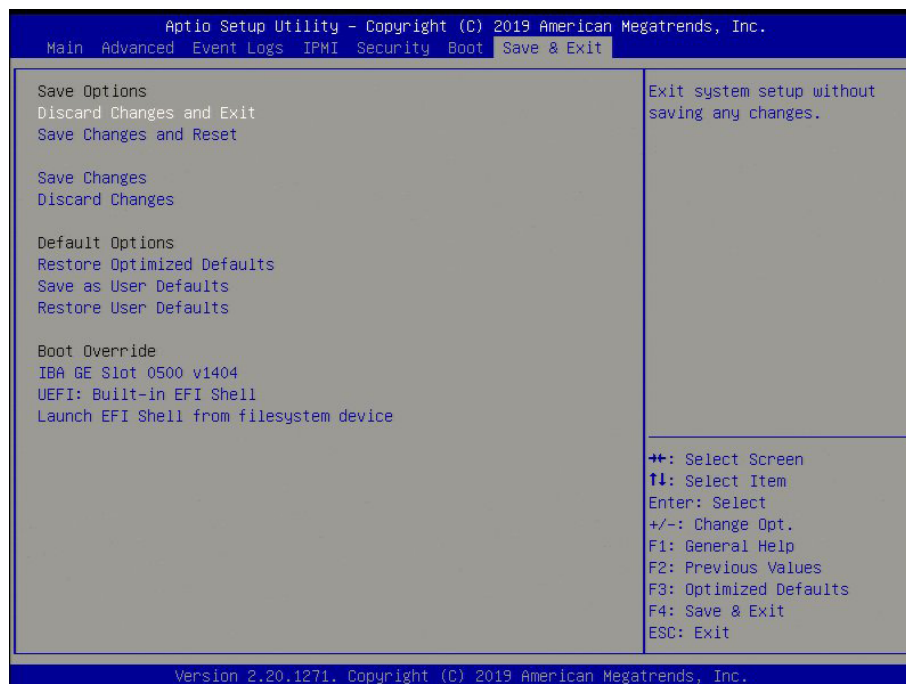 Aptio Setup Utility – Copyright (C) 2019 American Megatrends, Inc.
Main Advanced Event Logs IPMI Security Boot Save & Exit
Save Options
Discard Changes and Exit
Save Changes and Reset
Save Changes
Discard Changes
Default Options
Restore Optimized Defaults
Save as User Defaults
Restore User Defaults
Boot Override
IBA GE Slot 0500 v1404
UEFI: Built-in EFI Shell
Launch EFI Shell from filesystem device
Exit system setup without
saving any changes.
→←: Select Screen
↑↓: Select Item
Enter: Select
+/-: Change Opt.
F1: General Help
F2: Previous Values
F3: Optimized Defaults
F4: Save & Exit
ESC: Exit
Version 2.20.1271. Copyright (C) 2019 American Megatrends, Inc.